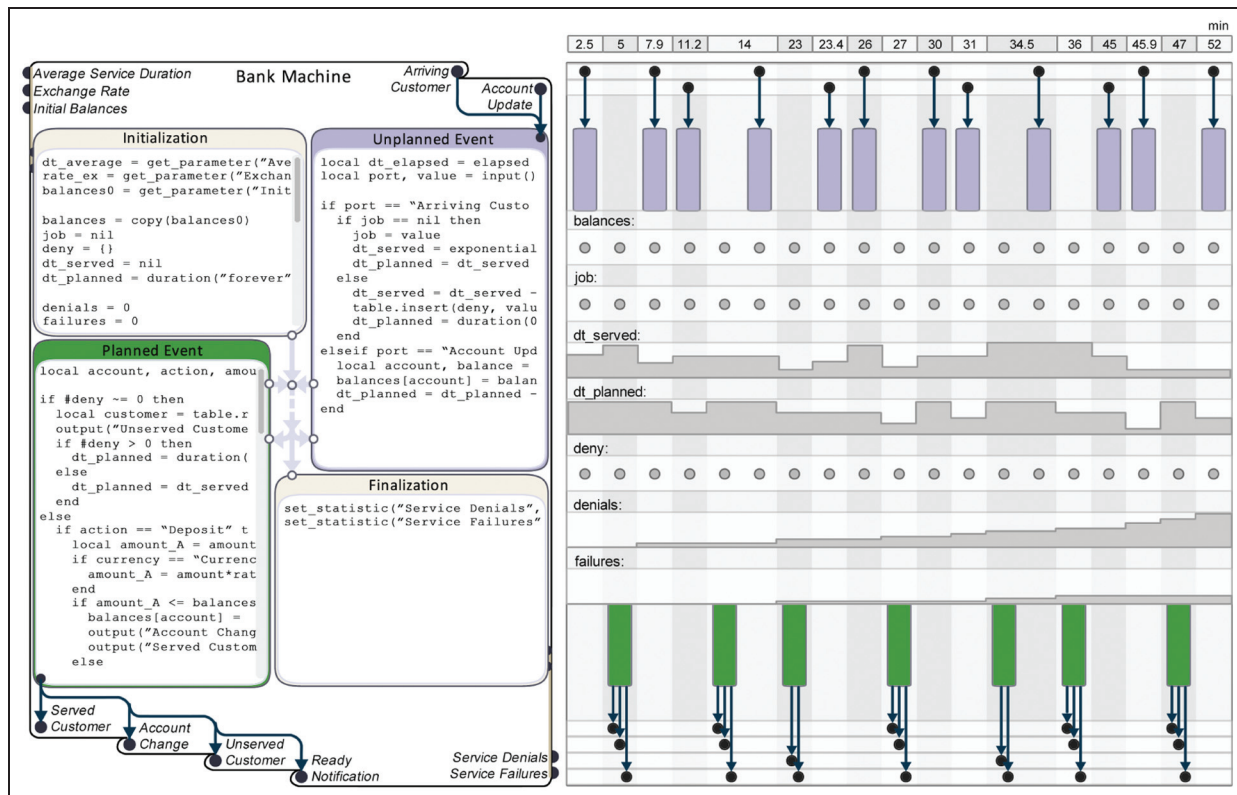 min
2.5 5 7.9 11.2 14 23 23.4 26 27 30 31 34.5 36 45 45.9 47 52
Average Service Duration
Exchange Rate
Initial Balances
Bank Machine
Arriving
Customer
Account
Update
Initialization
dt_average = get_parameter("Ave
rate_ex = get_parameter("Exchan
balances0 = get_parameter("Init
balances = copy(balances0)
job = nil
deny = {}
dt_served = nil
dt_planned = duration("forever"
denials = 0
failures = 0
Unplanned Event
local dt_elapsed = elapsed
local port, value = input()
if port == "Arriving Custo
if job == nil then
job = value
dt_served = exponential
dt_planned = dt_served
else
dt_served = dt_served -
table.insert(deny, valu
dt_planned = duration(0
end
elseif port == "Account Upd
local account, balance =
balances[account] = balan
dt_planned = dt_planned -
end
Planned Event
local account, action, amou
if #deny ~= 0 then
local customer = table.r
output("Unserved Custome
if #deny > 0 then
dt_planned = duration(
else
dt_planned = dt_served
end
else
if action == "Deposit" t
local amount_A = amount
if currency == "Currenc
amount_A = amount*rat
end
if amount_A <= balances
balances[account] =
output("Account Chang
output("Served Custom
else
Finalization
set_statistic("Service Denials",
set_statistic("Service Failures"
Served
Customer
Account
Change
Unserved
Customer
Ready
Notification
Service Denials
Service Failures
balances:
job:
dt_served:
dt_planned:
deny:
denials:
failures: